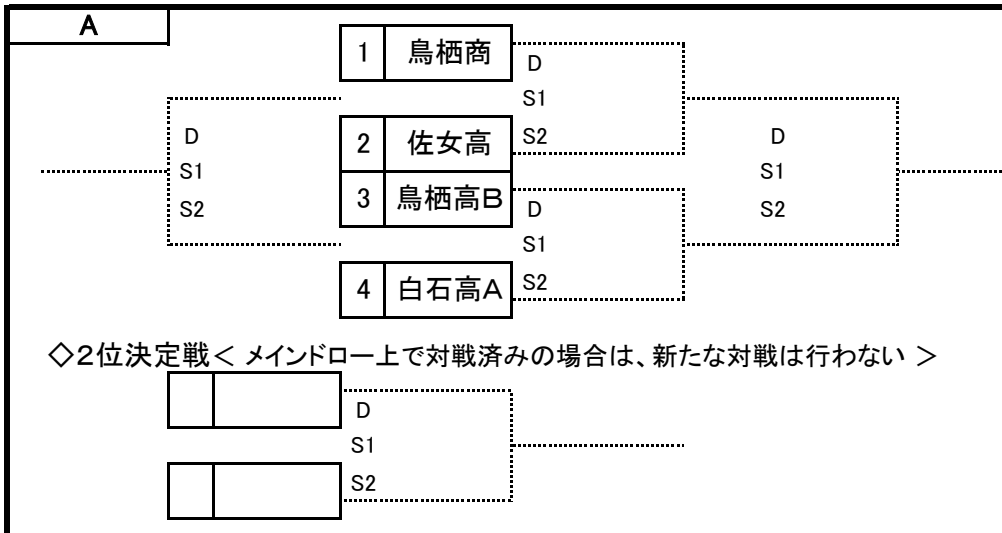 A
1 鳥栖商
D
S1
S2
2 佐女高
3 鳥栖高B
D
S1
S2
4 白石高A
D
S1
S2
D
S1
S2
◇2位決定戦< メインドロー上で対戦済みの場合は、新たな対戦は行わない >
D
S1
S2